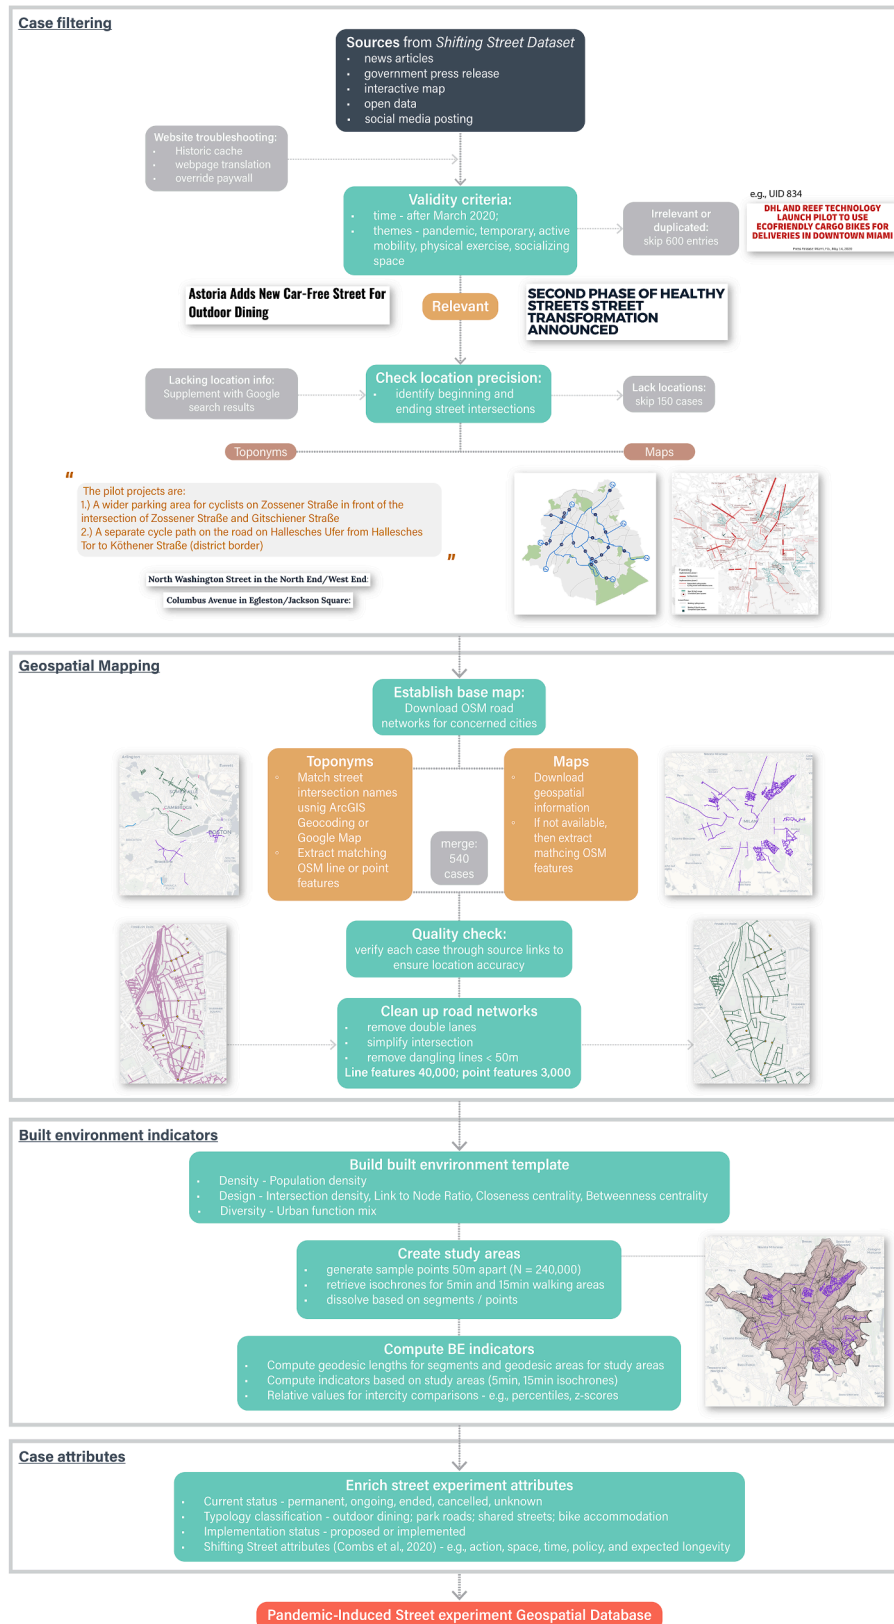 Case filtering
Sources from Shifting Street Dataset
• news articles
• government press release
• interactive map
• open data
• social media posting
Website troubleshooting:
• Historic cache
• webpage translation
• override paywall
Validity criteria:
• time - after March 2020;
• themes - pandemic, temporary, active
mobility, physical exercise, socializing
space
Irrelevant or
duplicated:
skip 600 entries
e.g., UID 834
DHL AND REEF TECHNOLOGY
LAUNCH PILOT TO USE
ECOFRIENDLY CARGO BIKES FOR
DELIVERIES IN DOWNTOWN MIAMI
Astoria Adds New Car-Free Street For
Outdoor Dining
Relevant
SECOND PHASE OF HEALTHY
STREETS STREET
TRANSFORMATION
ANNOUNCED
Lacking location info:
Supplement with Google
search results
Check location precision:
• identify beginning and
ending street intersections
Lack locations:
skip 150 cases
Toponyms
Maps
"
The pilot projects are:
1.) A wider parking area for cyclists on Zossener Straße in front of the
intersection of Zossener Straße and Gitschiener Straße
2.) A separate cycle path on the road on Hallesches Ufer from Hallesches
Tor to Köthener Straße (district border)
"
North Washington Street in the North End/West End:
Columbus Avenue in Egleston/Jackson Square:
Geospatial Mapping
Establish base map:
Download OSM road
networks for concerned cities
Toponyms
◦ Match street
intersection names
usnig ArcGIS
Geocoding or
Google Map
◦ Extract matching
OSM line or point
features
merge:
540
cases
Maps
◦ Download
geospatial
information
◦ If not available,
then extract
mathcing OSM
features
CAMBRIDGE
BOSTON
MILAN
Quality check:
verify each case through source links to
ensure location accuracy
Clean up road networks
• remove double lanes
• simplify intersection
• remove dangling lines < 50m
Line features 40,000; point features 3,000
Built environment indicators
Build built envrironment template
• Density - Population density
• Design - Intersection density, Link to Node Ratio, Closeness centrality, Betweenness centrality
• Diversity - Urban function mix
Create study areas
• generate sample points 50m apart (N = 240,000)
• retrieve isochrones for 5min and 15min walking areas
• dissolve based on segments / points
Compute BE indicators
• Compute geodesic lengths for segments and geodesic areas for study areas
• Compute indicators based on study areas (5min, 15min isochrones)
• Relative values for intercity comparisons - e.g., percentiles, z-scores
Case attributes
Enrich street experiment attributes
• Current status - permanent, ongoing, ended, cancelled, unknown
• Typology classification - outdoor dining; park roads; shared streets; bike accommodation
• Implementation status - proposed or implemented
• Shifting Street attributes (Combs et al., 2020) - e.g., action, space, time, policy, and expected longevity
Pandemic-Induced Street experiment Geospatial Database